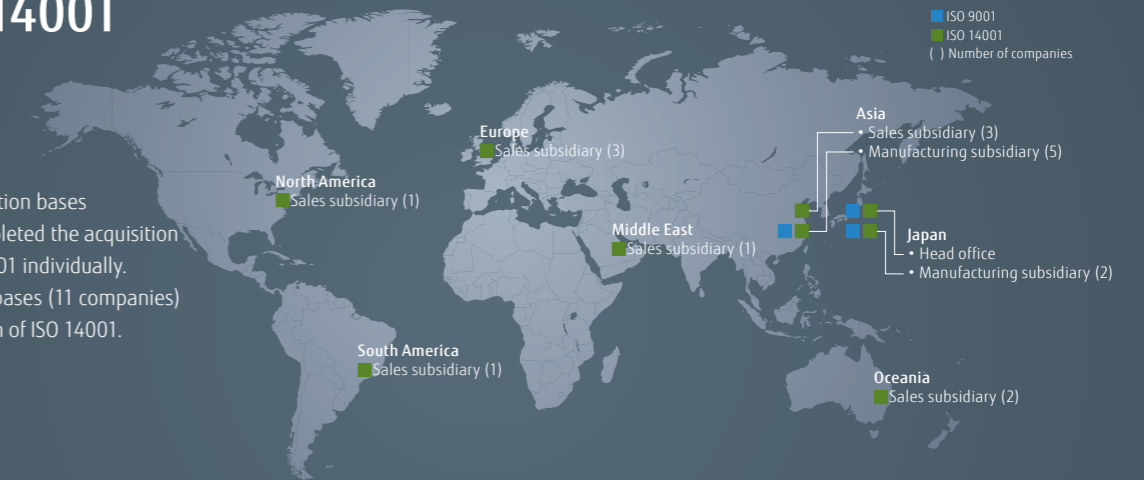 14001
ISO 9001
ISO 14001
( ) Number of companies
Asia
• Sales subsidiary (3)
• Manufacturing subsidiary (5)
Europe
Sales subsidiary (3)
North America
Sales subsidiary (1)
tion bases
pleted the acquisition
01 individually.
bases (11 companies)
n of ISO 14001.
Middle East
Sales subsidiary (1)
Japan
• Head office
• Manufacturing subsidiary (2)
South America
Sales subsidiary (1)
Oceania
Sales subsidiary (2)